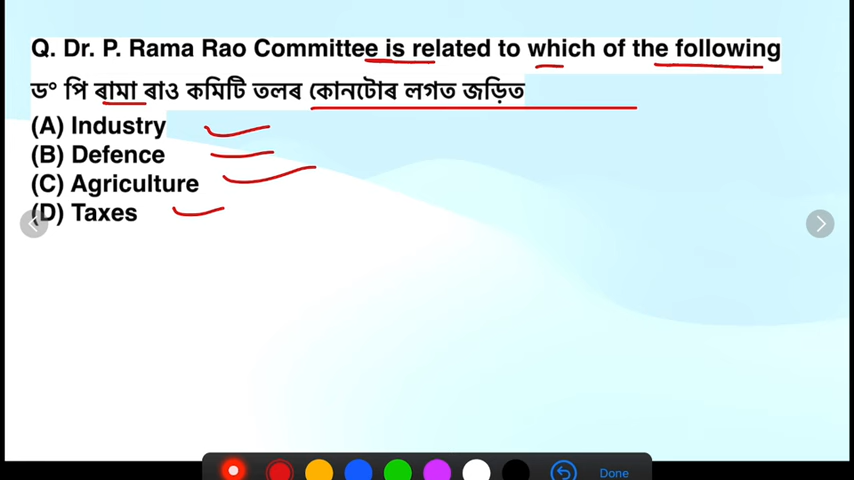 Q. Dr. P. Rama Rao Committee is related to which of the following
ড° পি ৰামা ৰাও কমিটি তলৰ কোনটোৰ লগত জড়িত
(A) Industry
(B) Defence
(C) Agriculture
(D) Taxes
Done